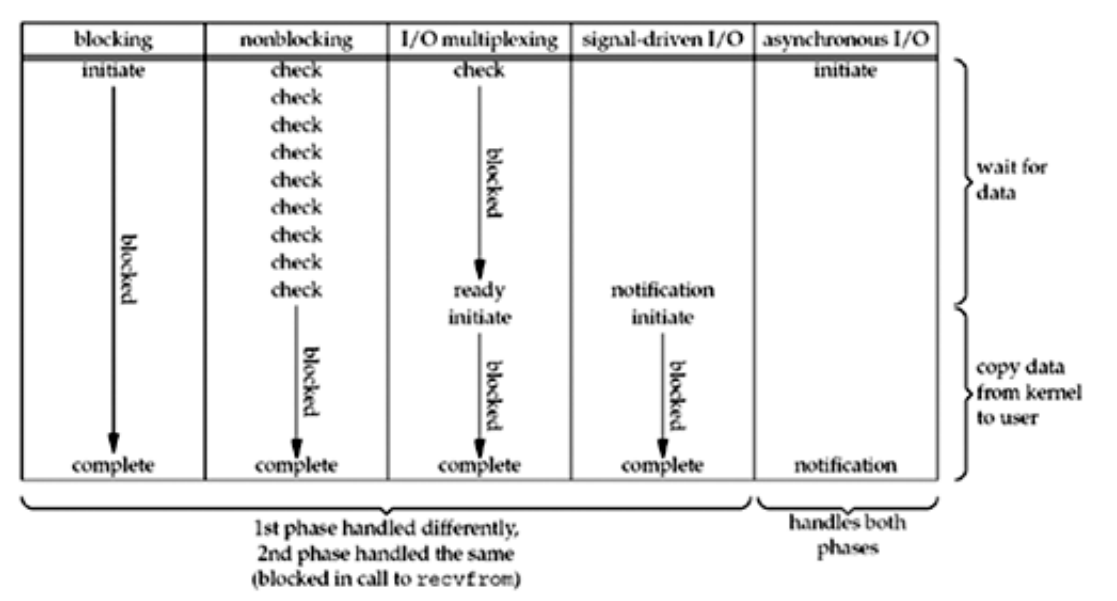 blocking nonblocking I/O multiplexing signal-driven I/O asynchronous I/O
initiate check check initiate
check
check
check
check
check
check
check
check ready notification
initiate initiate
blocked
blocked
blocked
blocked
blocked
complete complete complete complete notification
wait for
data
copy data
from kernel
to user
1st phase handled differently,
2nd phase handled the same
(blocked in call to recvfrom)
handles both
phases